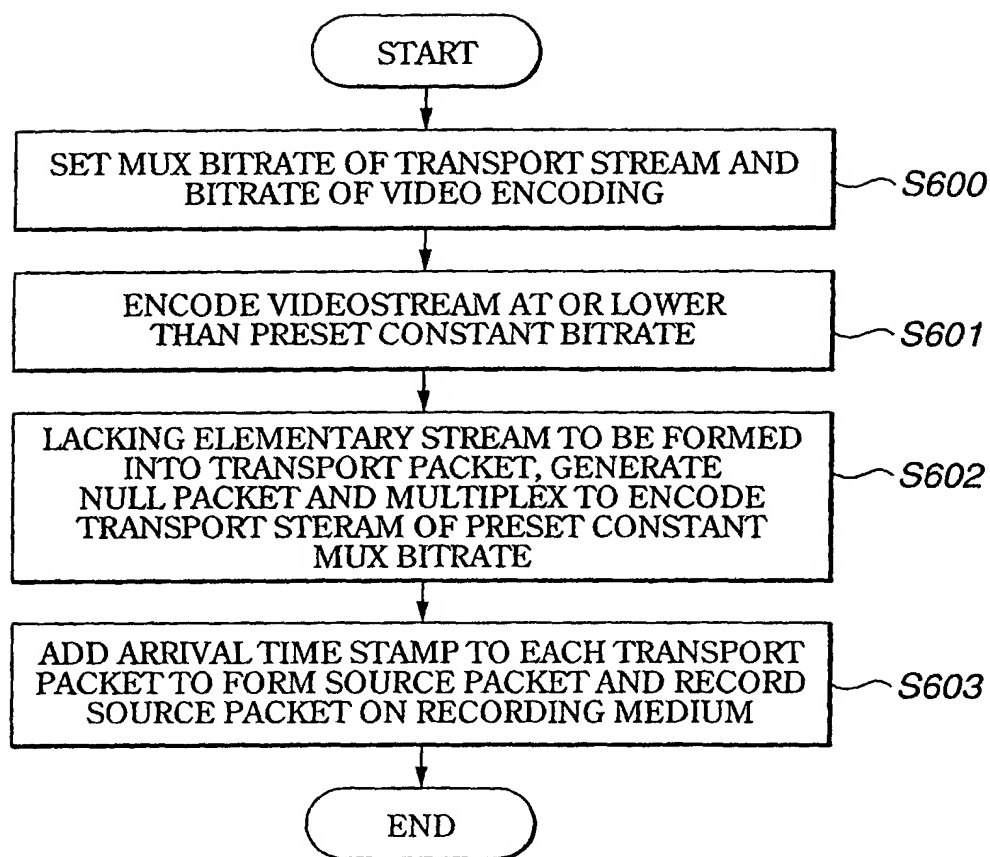 START
SET MUX BITRATE OF TRANSPORT STREAM AND
BITRATE OF VIDEO ENCODING
S600
ENCODE VIDEOSTREAM AT OR LOWER
THAN PRESET CONSTANT BITRATE
S601
LACKING ELEMENTARY STREAM TO BE FORMED
INTO TRANSPORT PACKET, GENERATE
NULL PACKET AND MULTIPLEX TO ENCODE
TRANSPORT STERAM OF PRESET CONSTANT
MUX BITRATE
S602
ADD ARRIVAL TIME STAMP TO EACH TRANSPORT
PACKET TO FORM SOURCE PACKET AND RECORD
SOURCE PACKET ON RECORDING MEDIUM
S603
END